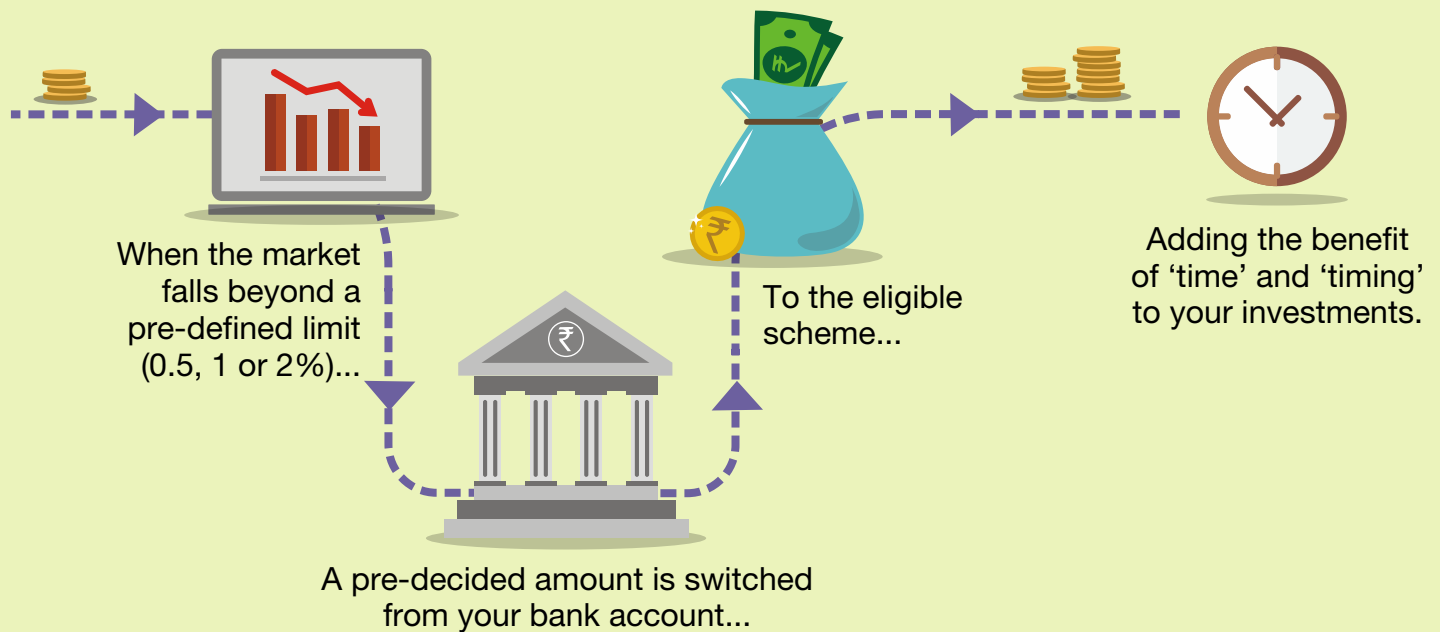 When the market
falls beyond a
pre-defined limit
(0.5, 1 or 2%)...
A pre-decided amount is switched
from your bank account...
To the eligible
scheme...
Adding the benefit
of ‘time’ and ‘timing’
to your investments.
₹
₹